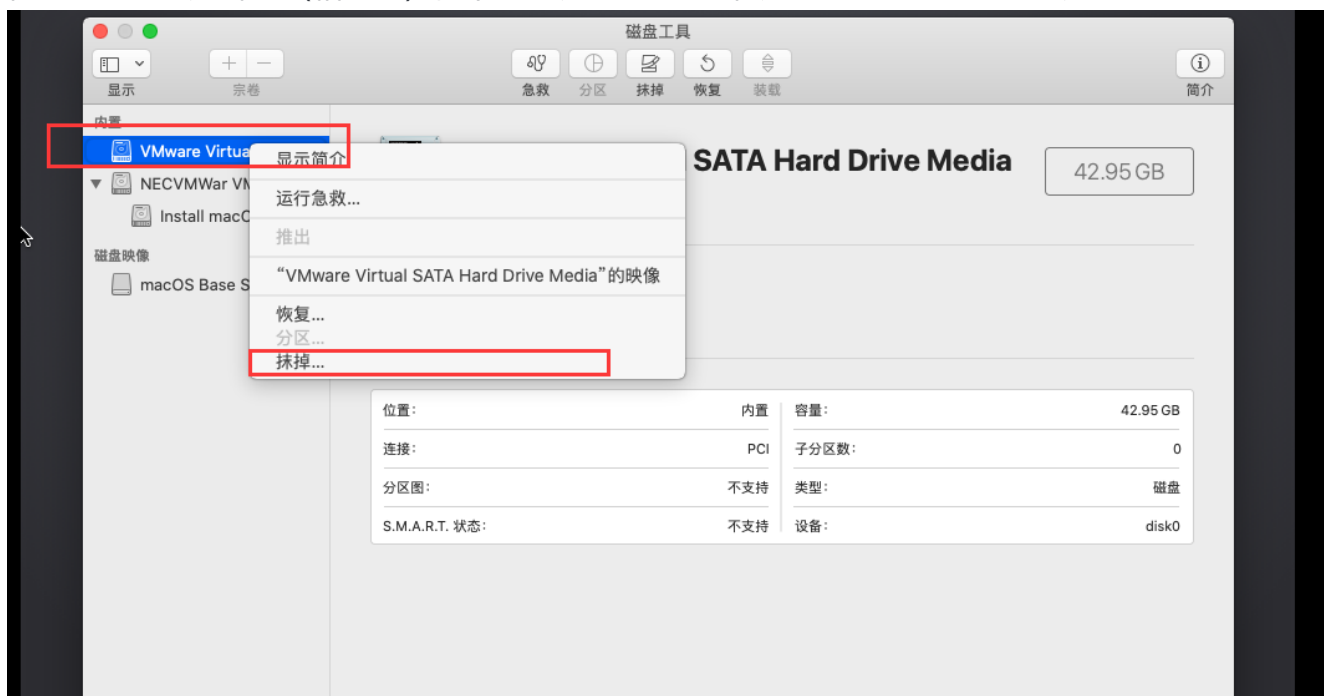 磁盘工具
显示
宗卷
急救
分区
抹掉
恢复
装载
简介
内置
VMware Virtua
NECVMWar VM
Install macO
磁盘映像
macOS Base S
SATA Hard Drive Media
42.95 GB
显示简介
运行急救...
推出
“VMware Virtual SATA Hard Drive Media”的映像
恢复...
分区...
抹掉...
位置:
内置
容量:
42.95 GB
连接:
PCI
子分区数:
0
分区图:
不支持
类型:
磁盘
S.M.A.R.T. 状态:
不支持
设备:
disk0